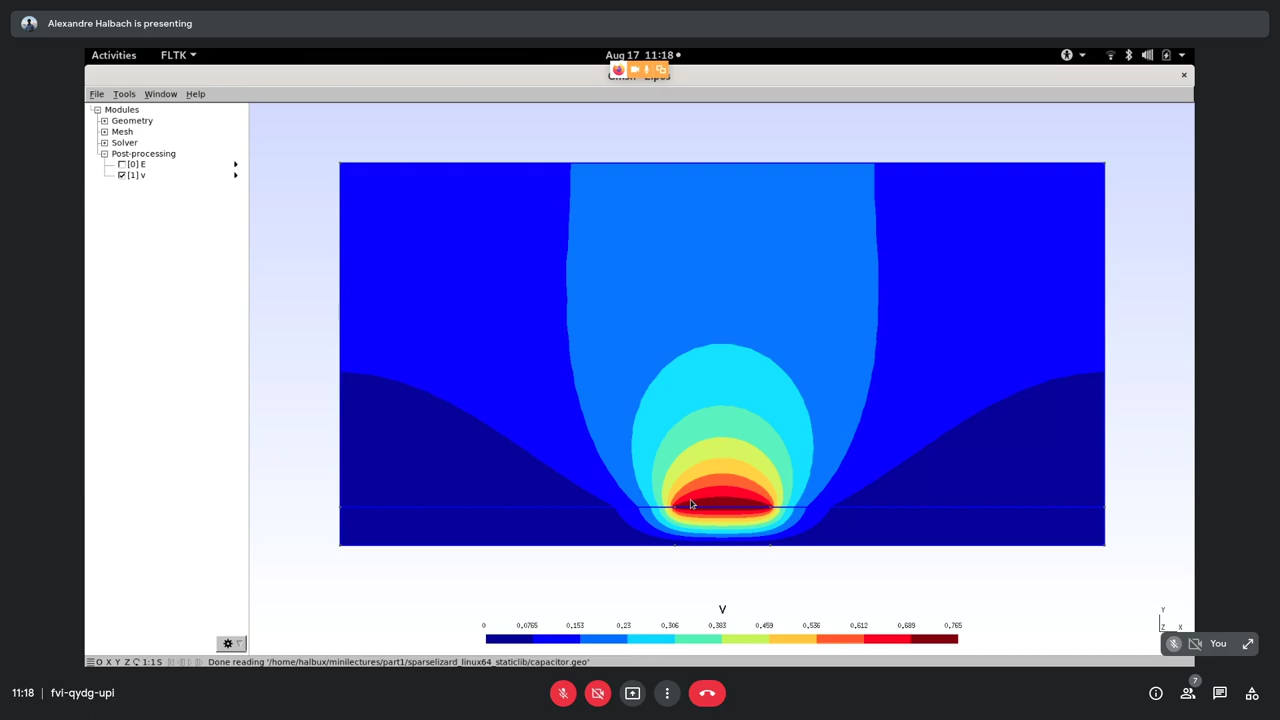 Alexandre Halbach is presenting
Activities FLTK Aug 17 11:18
File Tools Window Help
Modules
Geometry
Mesh
Solver
Post-processing
[0] E
[1] v
V
0 0.0765 0.153 0.23 0.306 0.383 0.459 0.536 0.612 0.689 0.765
Y
Z X
You
O X Y Z 1:1 S Done reading '/home/halbux/minilectures/part1/sparselizard_linux64_staticlib/capacitor.geo'
11:18 fvi-qydg-upi
7